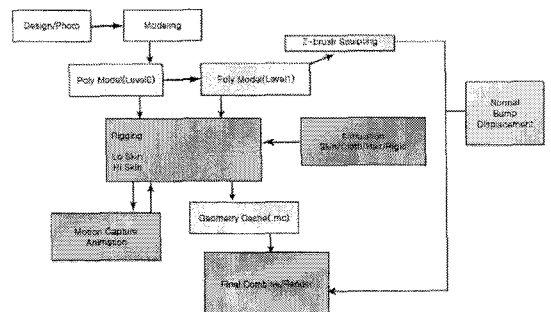 Design/Photo
Modeling
Z-brush Sculpting
Poly Model(Level0)
Poly Model(Level1)
Normal
Bump
Displacement
Rigging
Lo Skin
Hi Skin
Simulation
Skin/Cloth/Hair/Rigid
Motion Capture
Animation
Geometry Cache(.mc)
Final Combine/Render